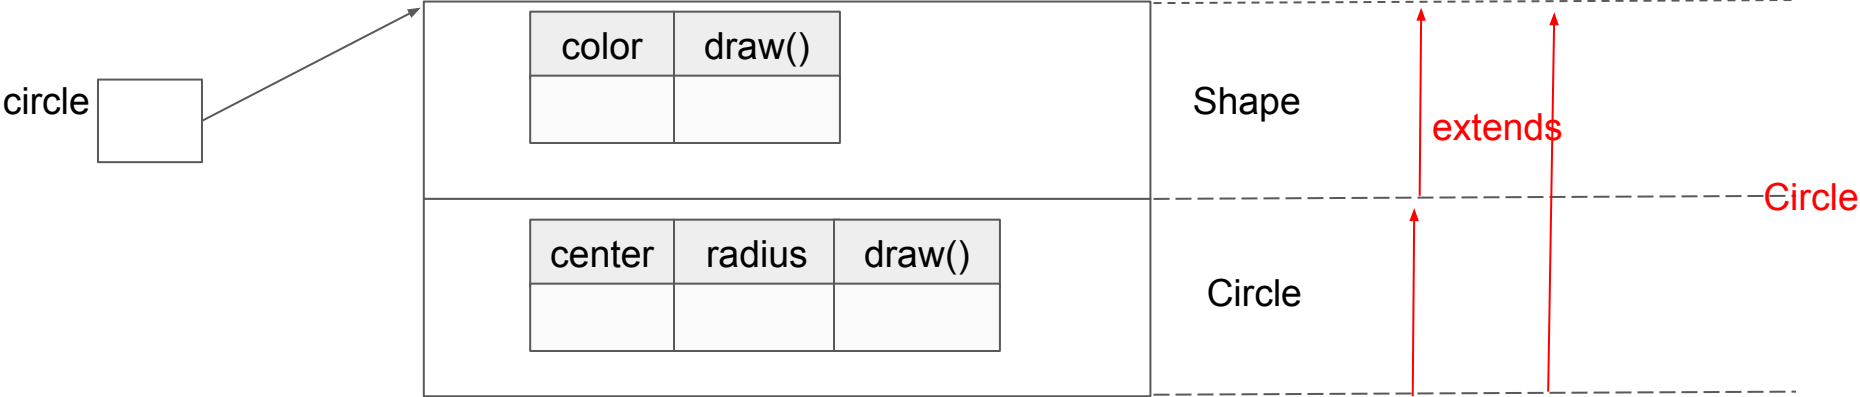 color draw()
circle
Shape
extends
Circle
center radius draw()
Circle